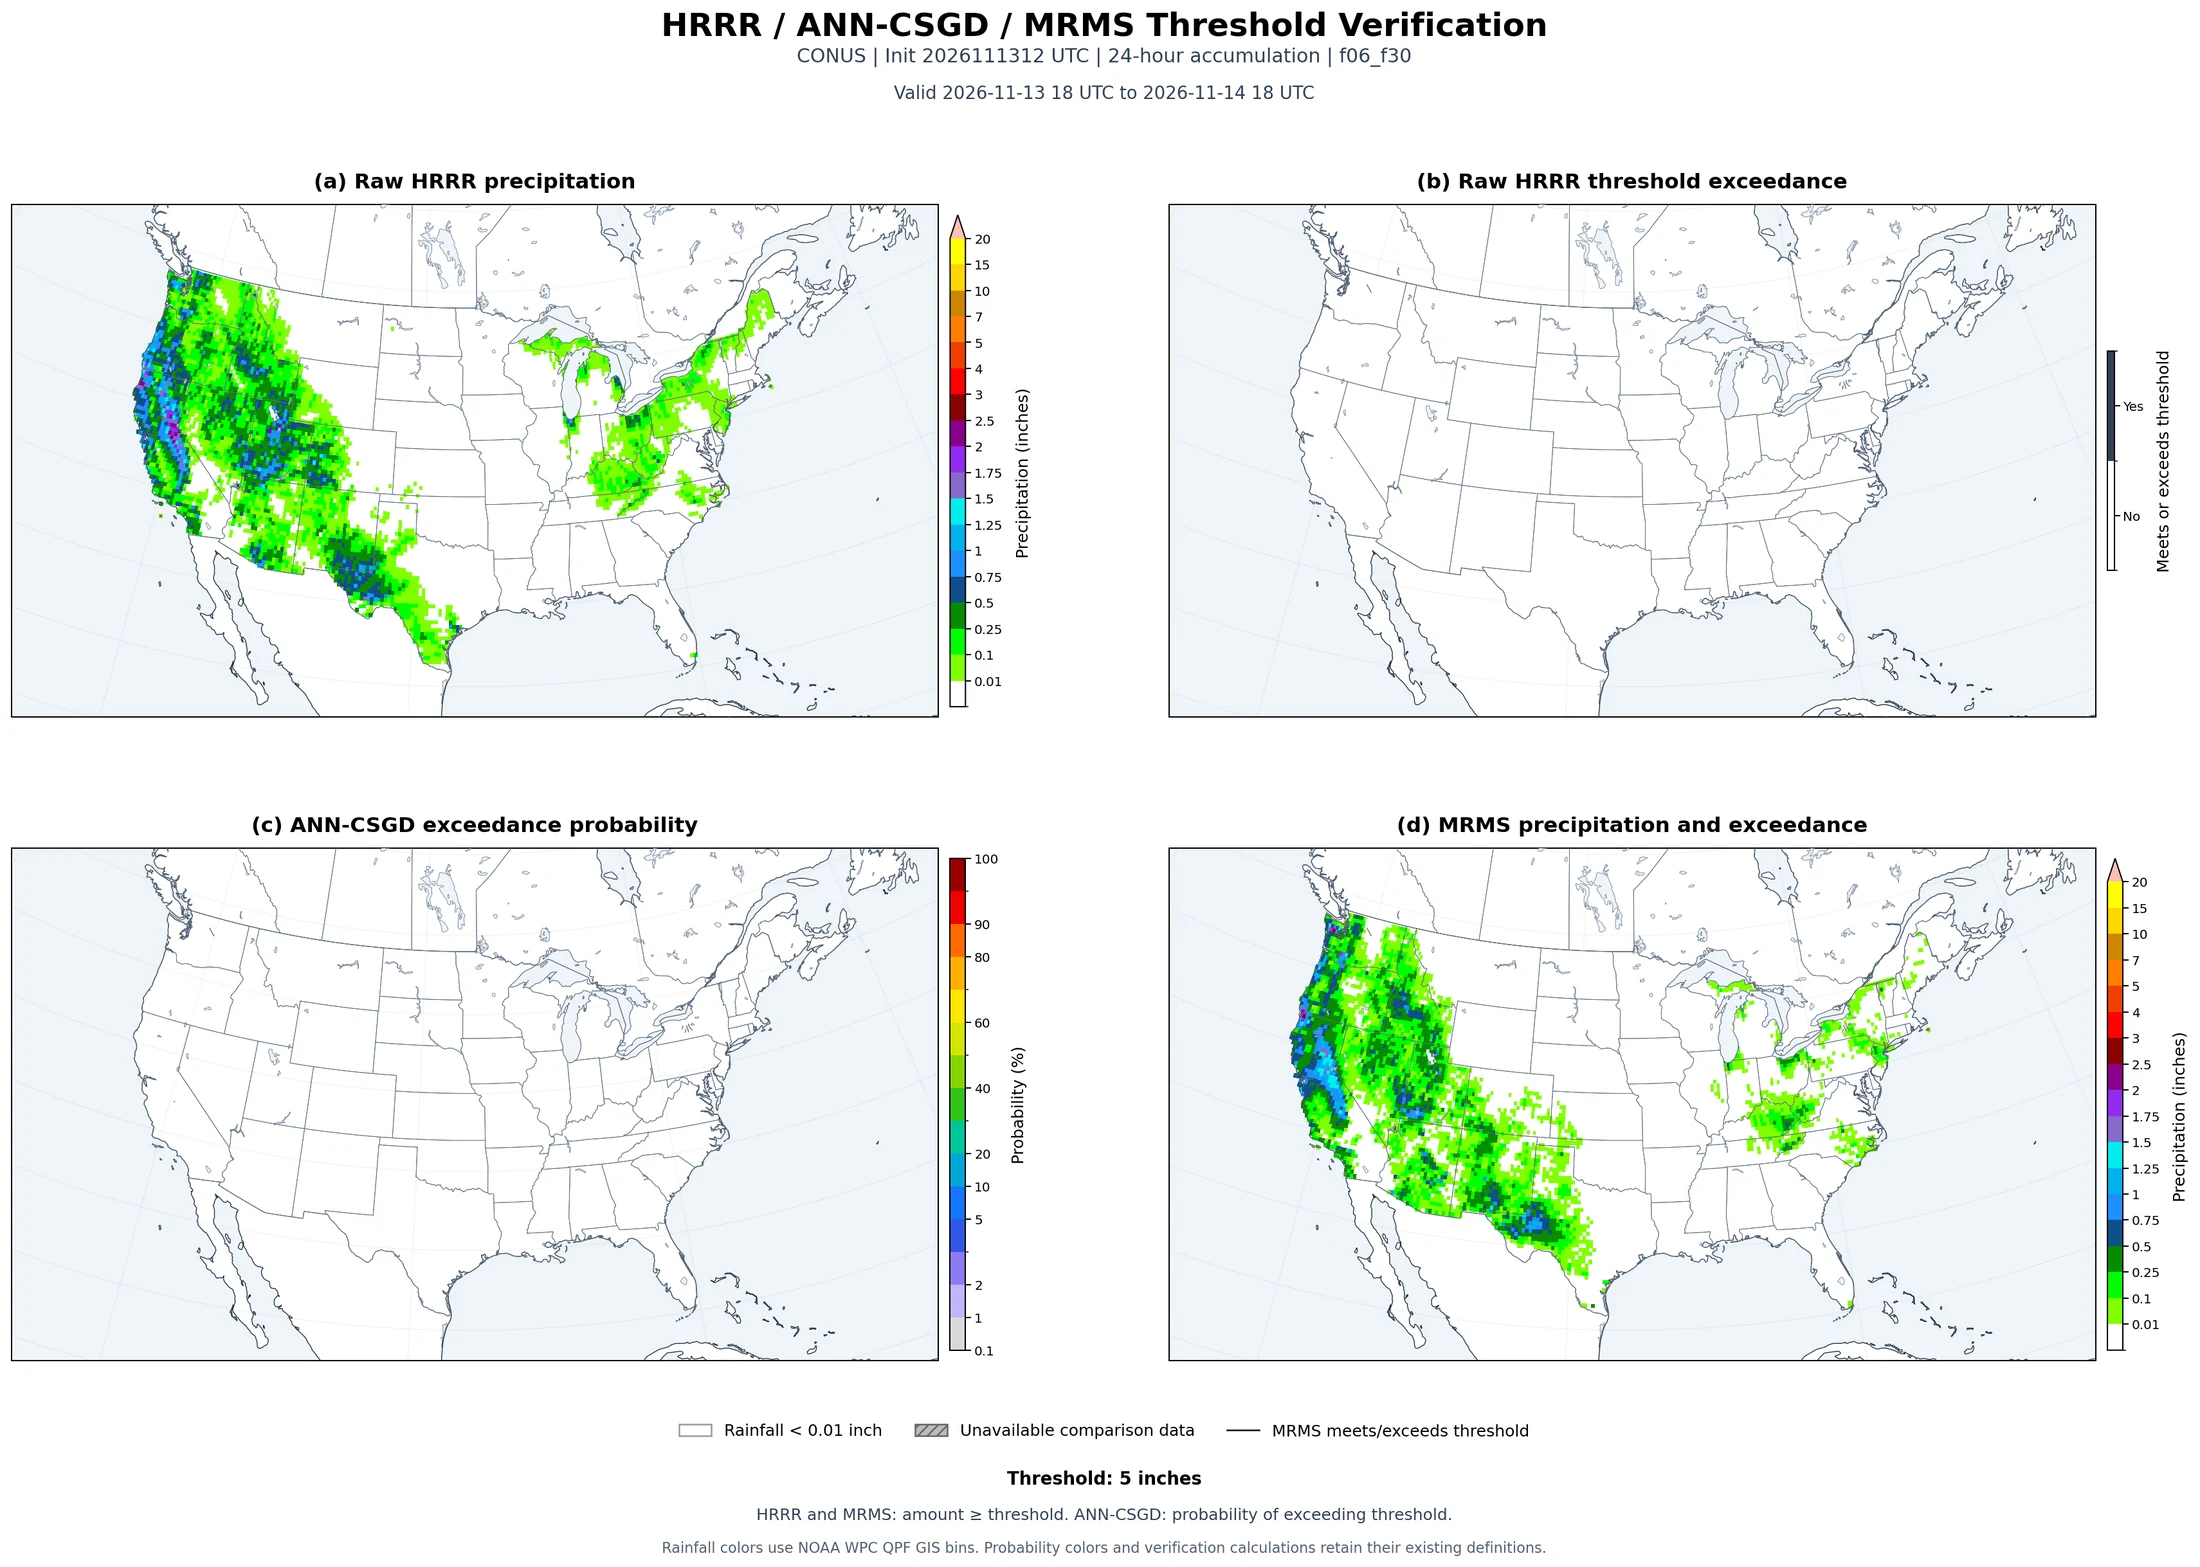 HRRR / ANN-CSGD / MRMS Threshold Verification
CONUS | Init 2026111312 UTC | 24-hour accumulation | f06_f30
Valid 2026-11-13 18 UTC to 2026-11-14 18 UTC
(a) Raw HRRR precipitation
20
15
10
7
5
4
3
2.5
2
1.75
1.5
1.25
1
0.75
0.5
0.25
0.1
0.01
Precipitation (inches)
(b) Raw HRRR threshold exceedance
Yes
No
Meets or exceeds threshold
(c) ANN-CSGD exceedance probability
100
90
80
60
40
20
10
5
2
1
0.1
Probability (%)
(d) MRMS precipitation and exceedance
20
15
10
7
5
4
3
2.5
2
1.75
1.5
1.25
1
0.75
0.5
0.25
0.1
0.01
Precipitation (inches)
Rainfall < 0.01 inch
Unavailable comparison data
MRMS meets/exceeds threshold
Threshold: 5 inches
HRRR and MRMS: amount ≥ threshold. ANN-CSGD: probability of exceeding threshold.
Rainfall colors use NOAA WPC QPF GIS bins. Probability colors and verification calculations retain their existing definitions.